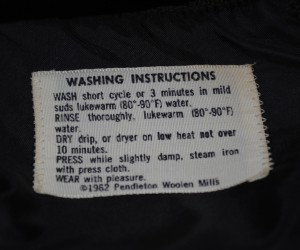 WASHING INSTRUCTIONS
WASH short cycle or 3 minutes in mild
suds lukewarm (80°-90°F) water.
RINSE thoroughly, lukewarm (80°-90°F)
water.
DRY drip, or dryer on low heat not over
10 minutes.
PRESS while slightly damp, steam iron
with press cloth.
WEAR with pleasure.
©1962 Pendleton Woolen Mills